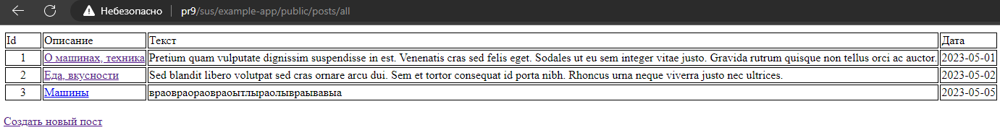 Небезопасно pr9/sus/example-app/public/posts/all
Id Описание Текст Дата
1 О машинах, техника Pretium quam vulputate dignissim suspendisse in est. Venenatis cras sed felis eget. Sodales ut eu sem integer vitae justo. Gravida rutrum quisque non tellus orci ac auctor. 2023-05-01
2 Еда, вкусности Sed blandit libero volutpat sed cras ornare arcu dui. Sem et tortor consequat id porta nibh. Rhoncus urna neque viverra justo nec ultrices. 2023-05-02
3 Машины враовраораовраоытлыраолывраывавыа 2023-05-05
Создать новый пост